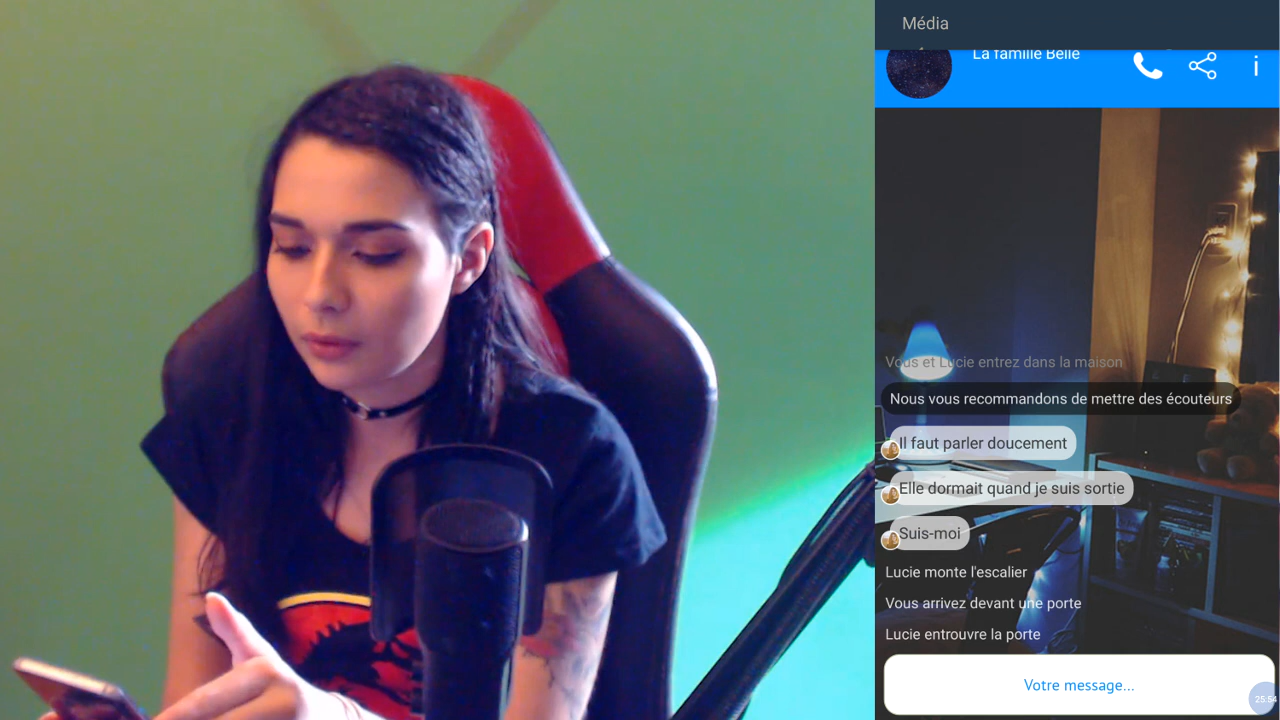 Média
La famille Belle
Vous et Lucie entrez dans la maison
Nous vous recommandons de mettre des écouteurs
Il faut parler doucement
Elle dormait quand je suis sortie
Suis-moi
Lucie monte l'escalier
Vous arrivez devant une porte
Lucie entrouvre la porte
Votre message...
25:54